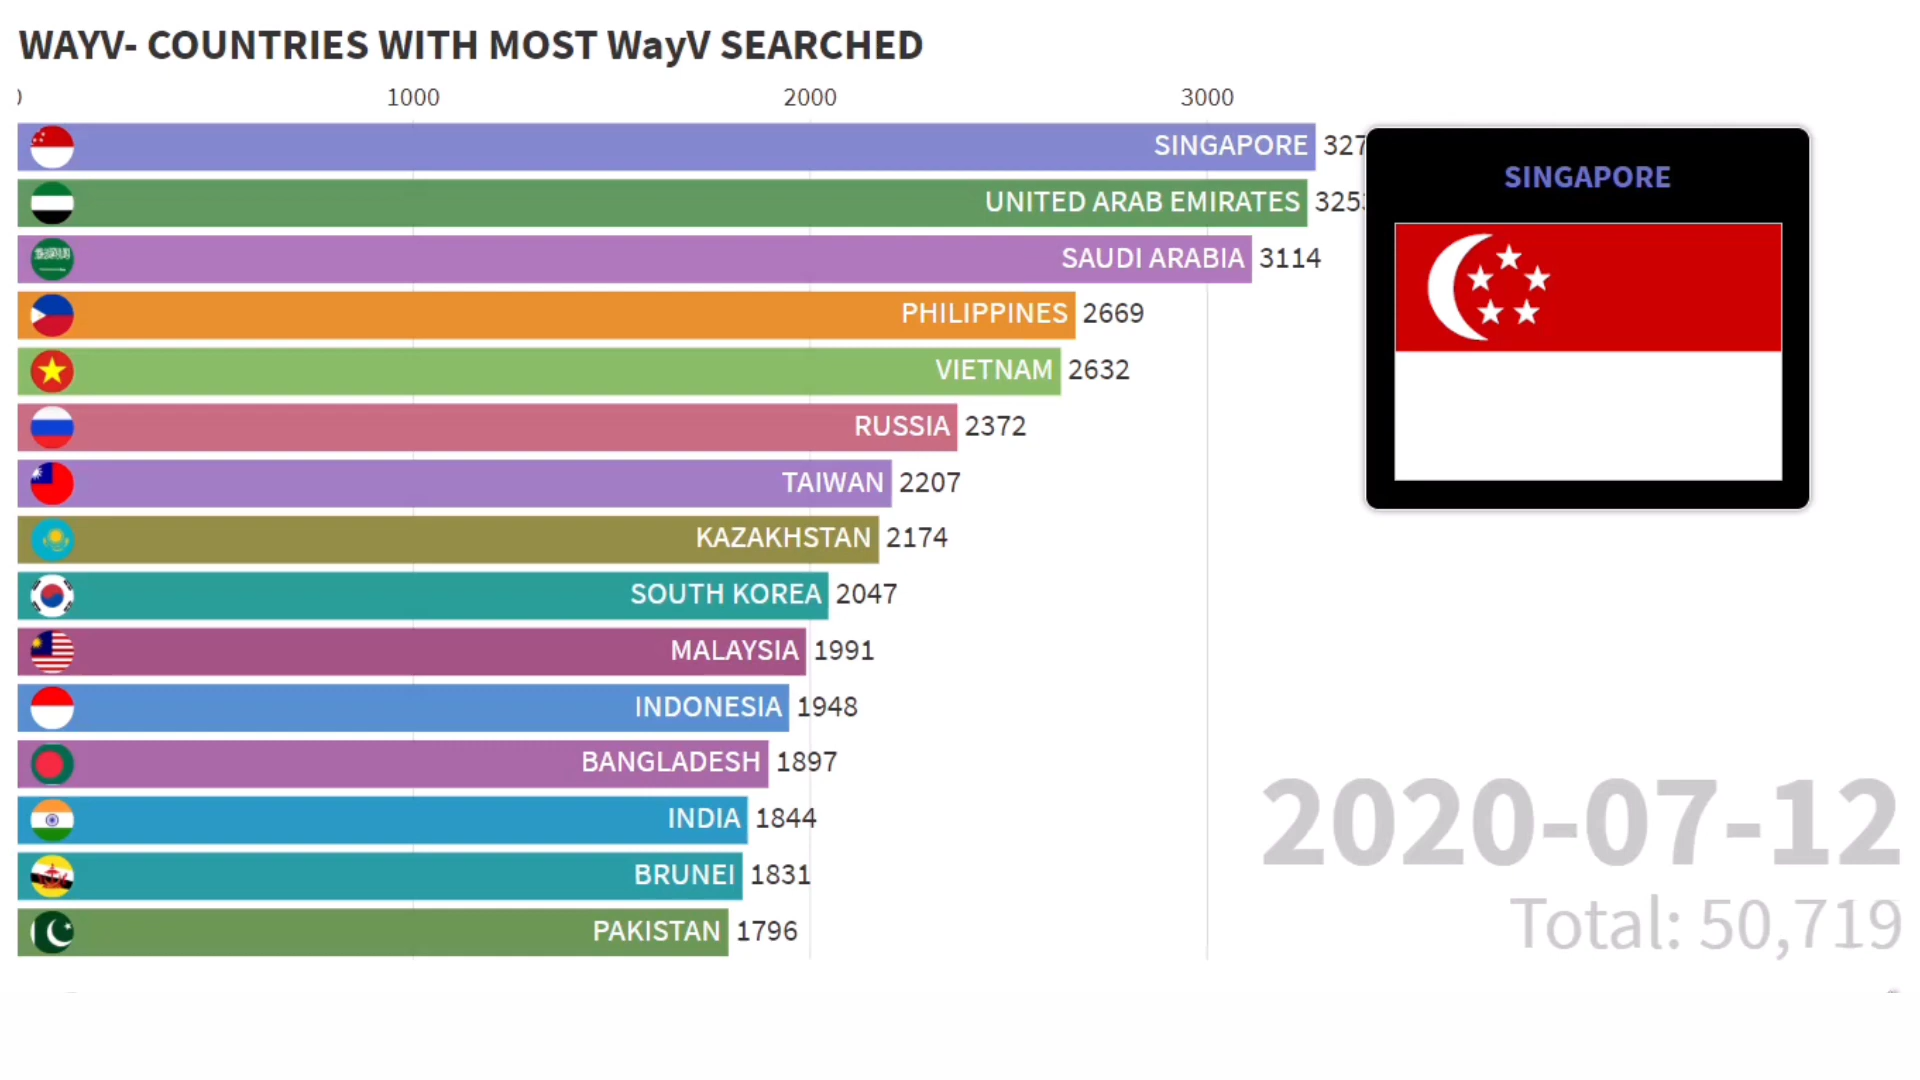 WAYV- COUNTRIES WITH MOST WayV SEARCHED
1000 2000 3000
SINGAPORE 327
UNITED ARAB EMIRATES 325
SAUDI ARABIA 3114
PHILIPPINES 2669
VIETNAM 2632
RUSSIA 2372
TAIWAN 2207
KAZAKHSTAN 2174
SOUTH KOREA 2047
MALAYSIA 1991
INDONESIA 1948
BANGLADESH 1897
INDIA 1844
BRUNEI 1831
PAKISTAN 1796
SINGAPORE
2020-07-12
Total: 50,719